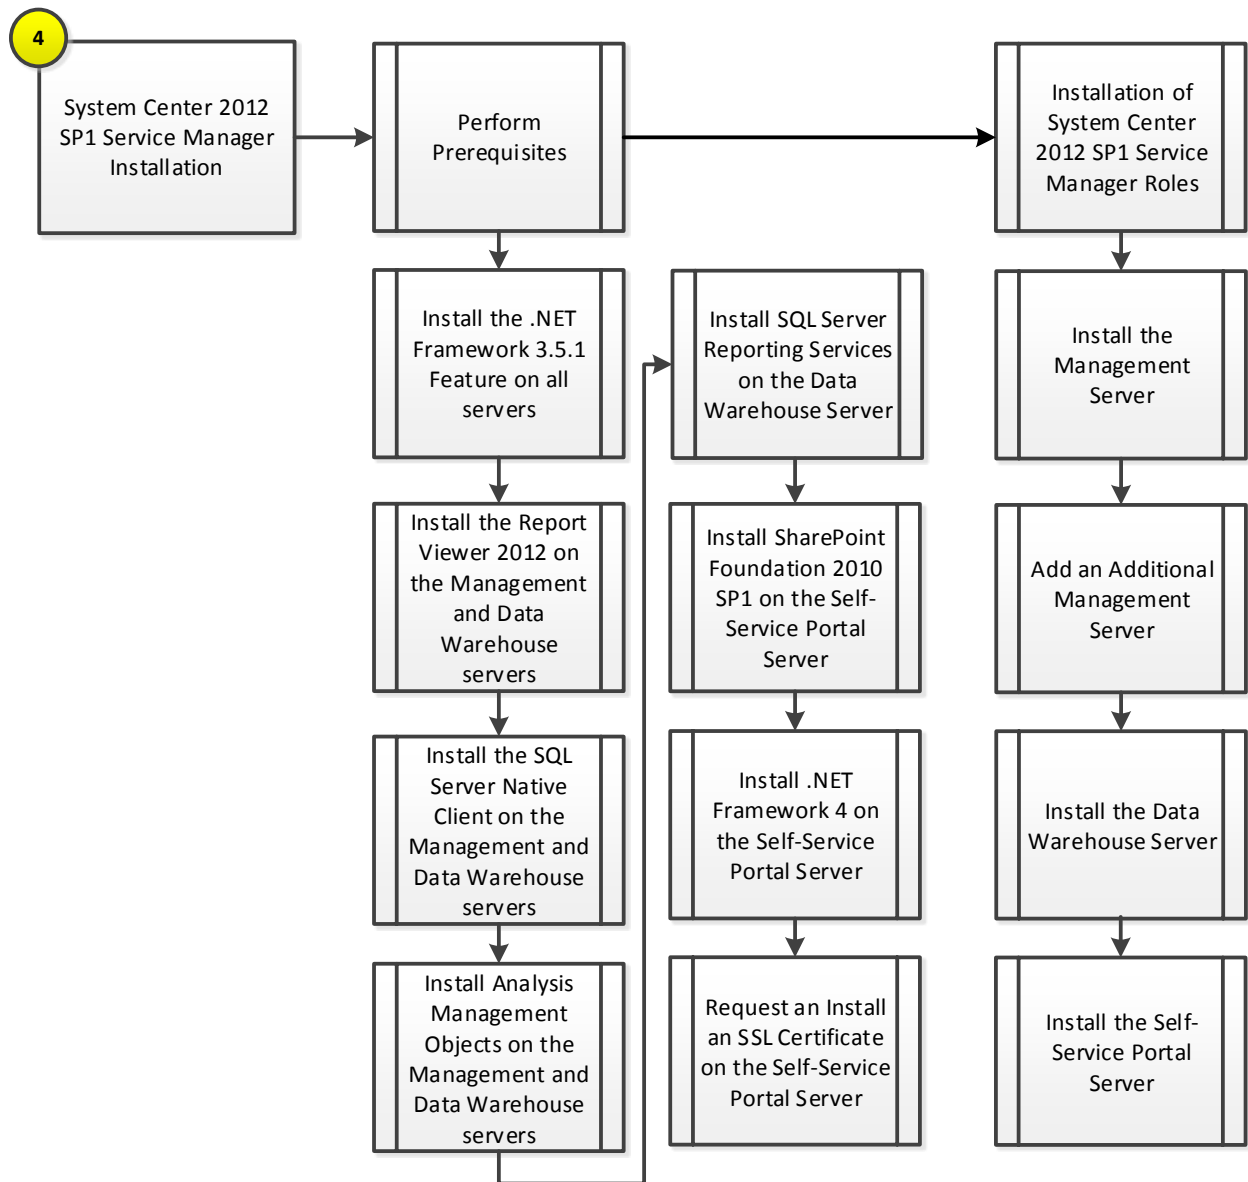 4
System Center 2012
SP1 Service Manager
Installation
Perform
Prerequisites
Installation of
System Center
2012 SP1 Service
Manager Roles
Install the .NET
Framework 3.5.1
Feature on all
servers
Install the Report
Viewer 2012 on
the Management
and Data
Warehouse
servers
Install the SQL
Server Native
Client on the
Management and
Data Warehouse
servers
Install Analysis
Management
Objects on the
Management and
Data Warehouse
servers
Install SQL Server
Reporting Services
on the Data
Warehouse Server
Install SharePoint
Foundation 2010
SP1 on the Self-
Service Portal
Server
Install .NET
Framework 4 on
the Self-Service
Portal Server
Request an Install
an SSL Certificate
on the Self-Service
Portal Server
Install the
Management
Server
Add an Additional
Management
Server
Install the Data
Warehouse Server
Install the Self-
Service Portal
Server